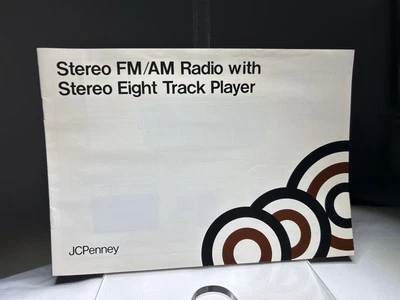 Stereo FM/AM Radio with
Stereo Eight Track Player
JCPenney